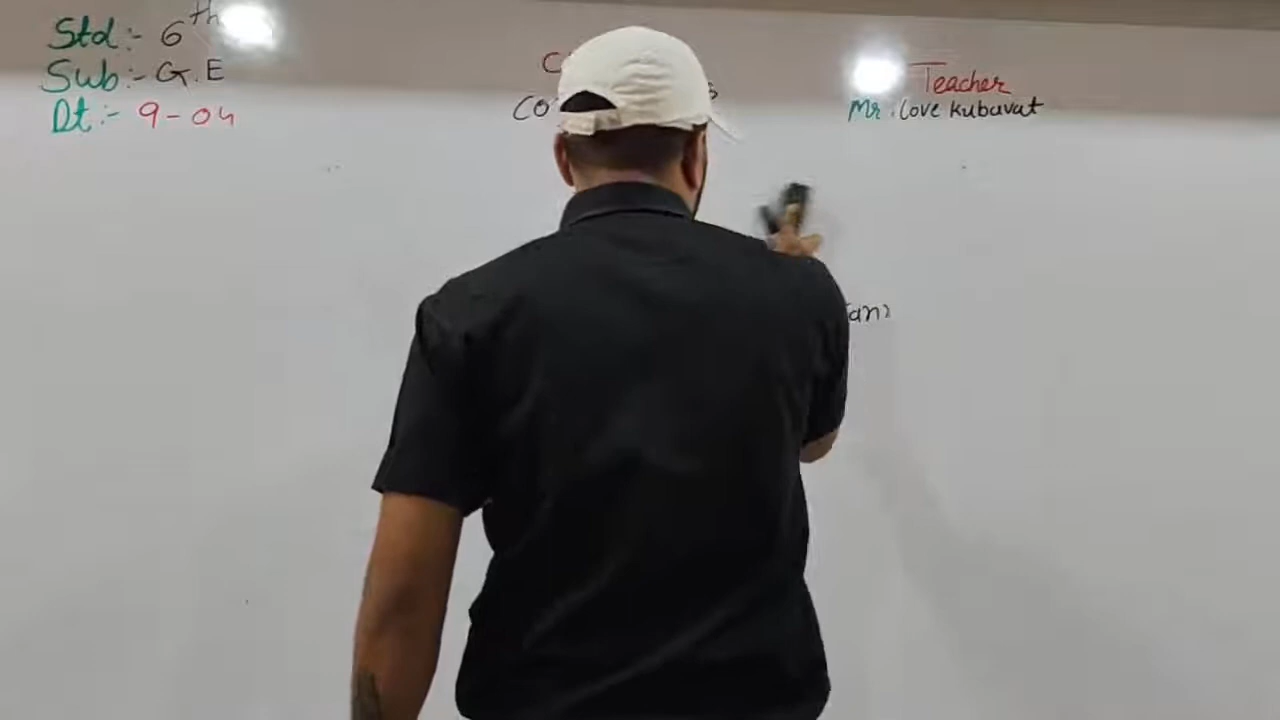 Std :- 6th
Sub :- G.E
Dt :- 9-04
Teacher
Mr. Love Kubavat